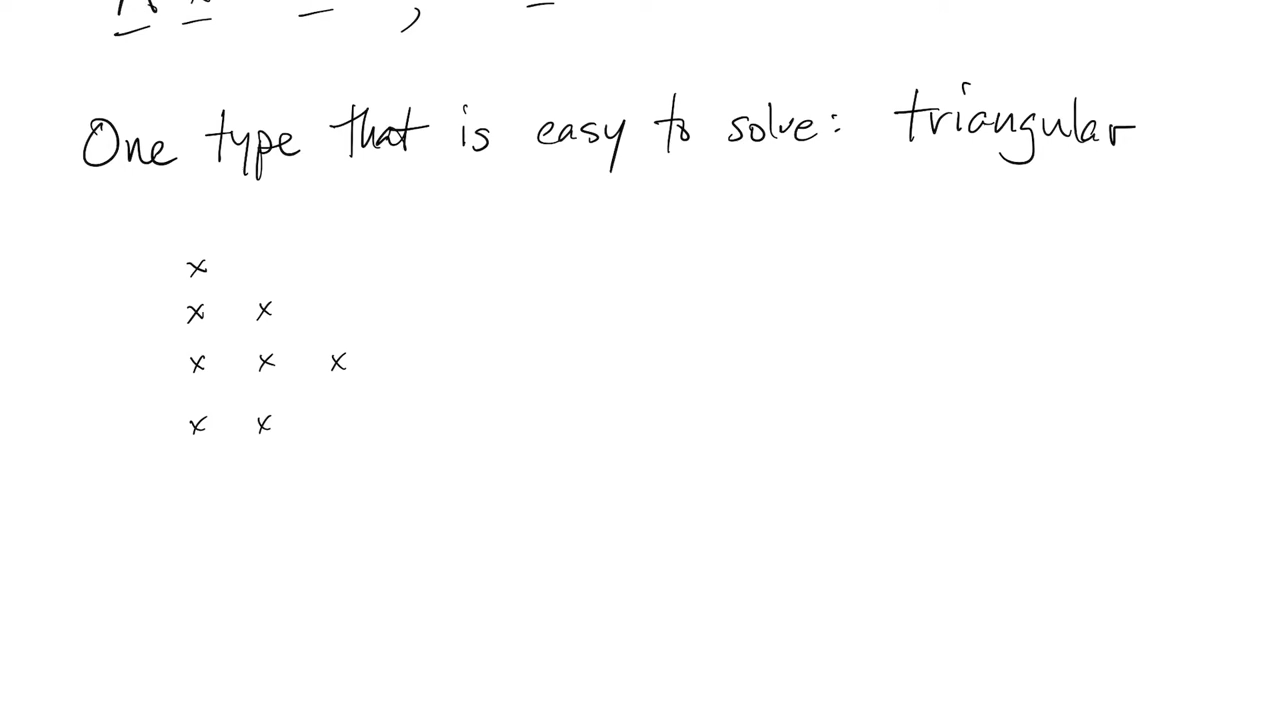 One type that is easy to solve: triangular
x
x x
x x x
x x